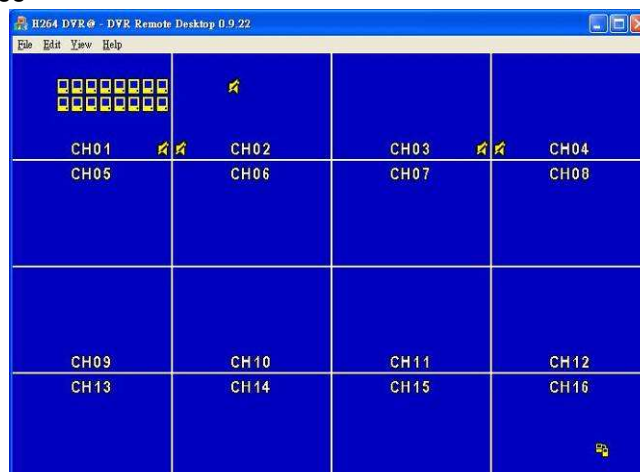 H264 DVR@ - DVR Remote Desktop 0.9.22
File Edit View Help
CH01 CH02 CH03 CH04
CH05 CH06 CH07 CH08
CH09 CH10 CH11 CH12
CH13 CH14 CH15 CH16